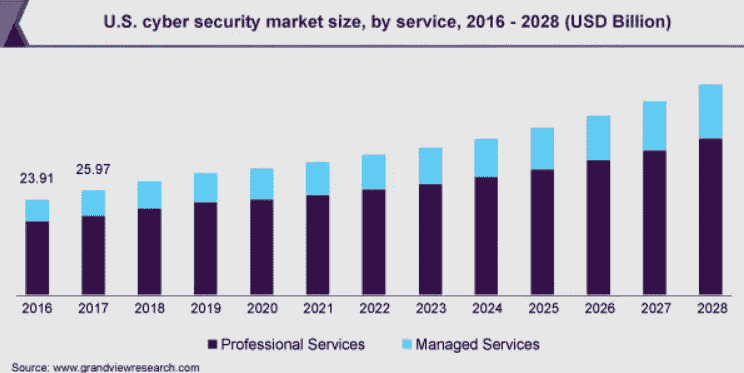 U.S. cyber security market size, by service, 2016 - 2028 (USD Billion)
23.91
25.97
2016 2017 2018 2019 2020 2021 2022 2023 2024 2025 2026 2027 2028
Professional Services Managed Services
Source: www.grandviewresearch.com